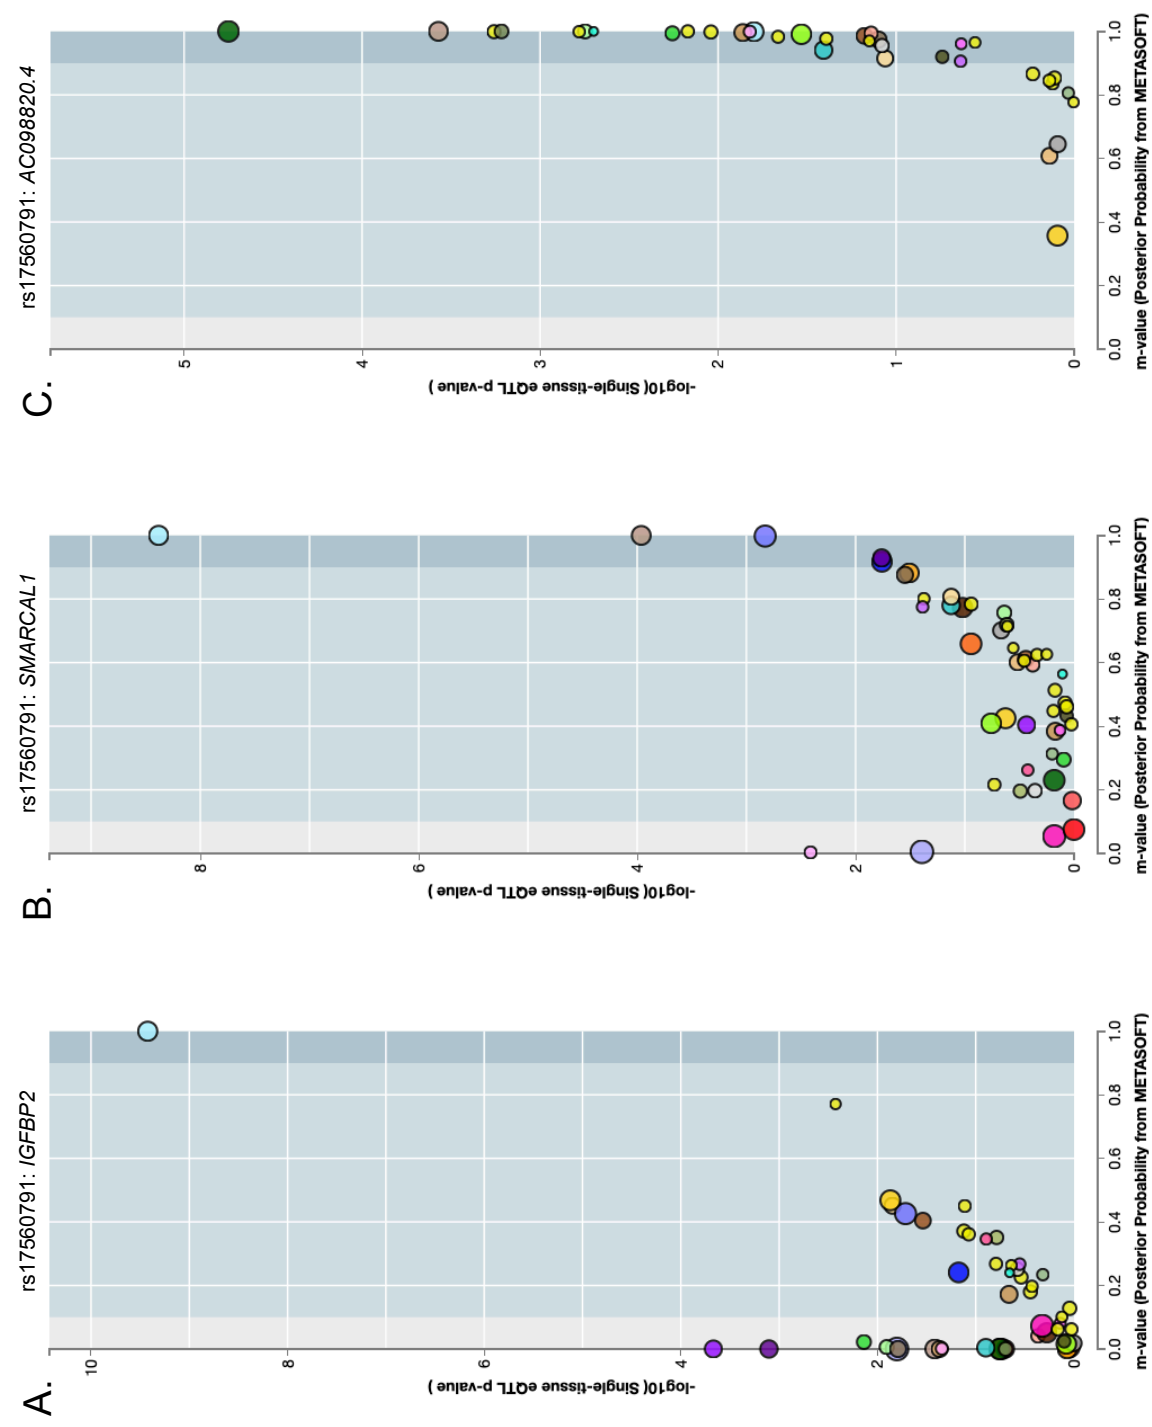 A.
rs17560791: IGFBP2
-log10( Single-tissue eQTL p-value )
10
8
6
4
2
0
0.0 0.2 0.4 0.6 0.8 1.0
m-value (Posterior Probability from METASOFT)
B.
rs17560791: SMARCAL1
-log10( Single-tissue eQTL p-value )
8
6
4
2
0
0.0 0.2 0.4 0.6 0.8 1.0
m-value (Posterior Probability from METASOFT)
C.
rs17560791: AC098820.4
-log10( Single-tissue eQTL p-value )
5
4
3
2
1
0
0.0 0.2 0.4 0.6 0.8 1.0
m-value (Posterior Probability from METASOFT)